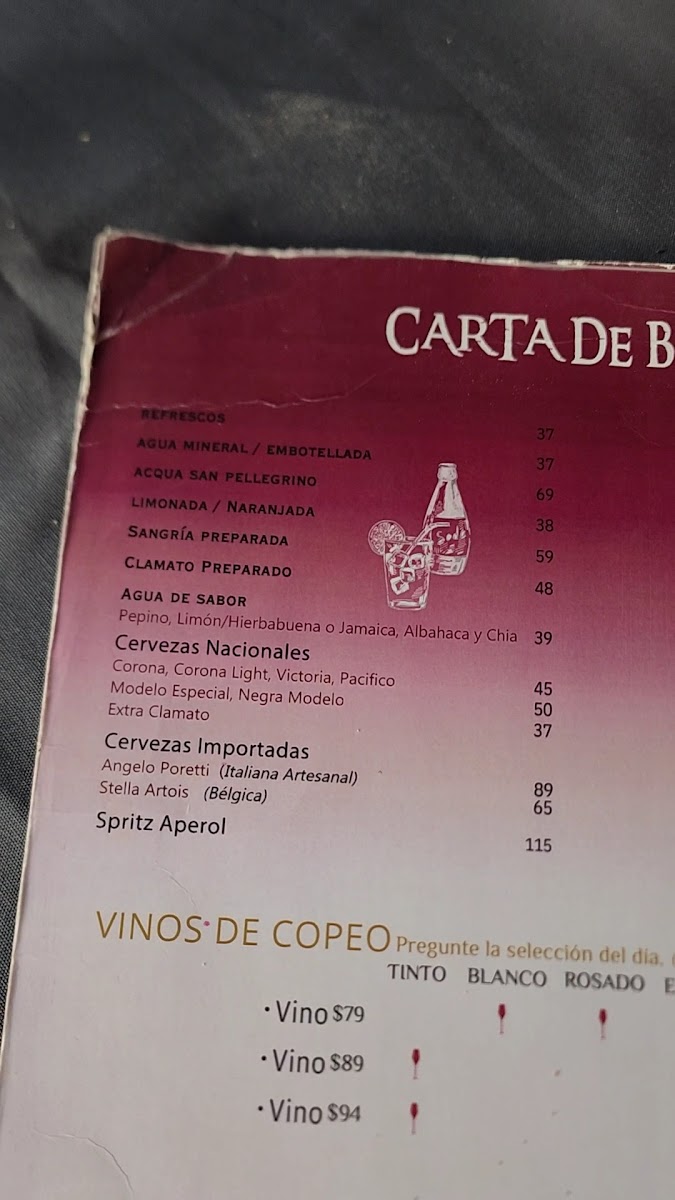 CARTA DE B
REFRESCOS 37
AGUA MINERAL / EMBOTELLADA 37
ACQUA SAN PELLEGRINO 69
LIMONADA / NARANJADA 38
SANGRÍA PREPARADA 59
CLAMATO PREPARADO 48
AGUA DE SABOR
Pepino, Limón/Hierbabuena o Jamaica, Albahaca y Chia 39
Cervezas Nacionales
Corona, Corona Light, Victoria, Pacifico 45
Modelo Especial, Negra Modelo 50
Extra Clamato 37
Cervezas Importadas
Angelo Poretti (Italiana Artesanal) 89
Stella Artois (Bélgica) 65
Spritz Aperol 115
Soda
VINOS DE COPEO Pregunte la selección del día. (
TINTO BLANCO ROSADO E
· Vino $79
· Vino $89
· Vino $94